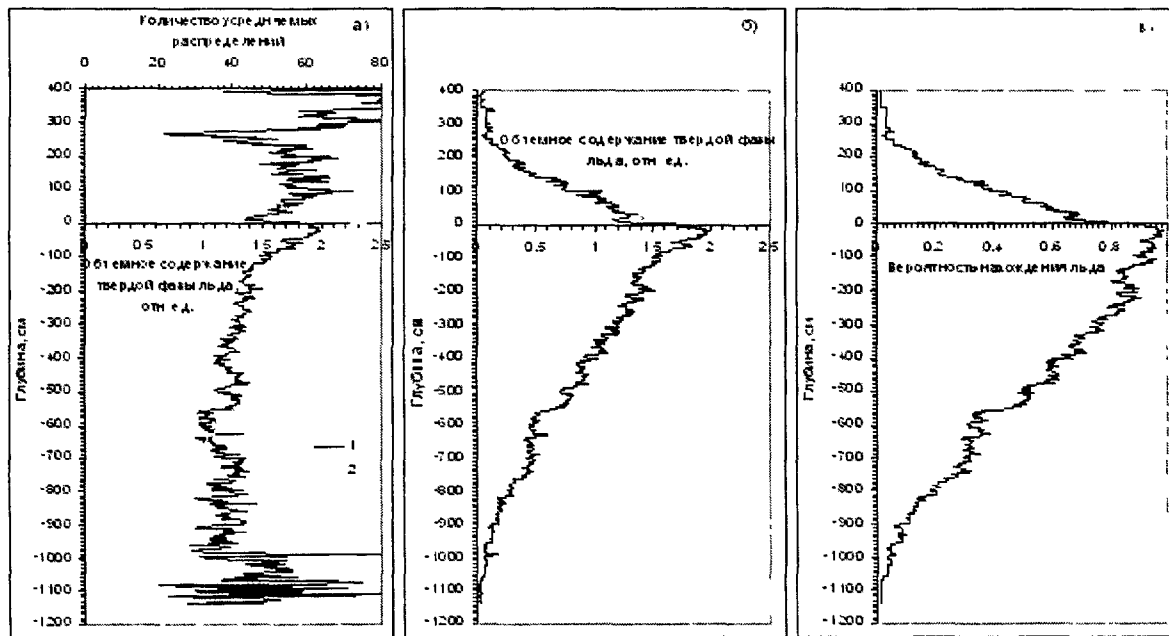 Количество усредняемых
распределений
а)
0 20 40 60 80
400
300
200
100
0
0 0.5 1 1.5 2 2.5
-100
-200
-300
-400
-500
-600
-700
-800
-900
-1000
-1100
-1200
Объемное содержание
твердой фазы льда,
отн ед.
Глубина, см
1
2
б)
400
300
200
100
0
Объемное содержание твердой фазы
льда, отн ед.
0 0.5 1 1.5 2 2.5
-100
-200
-300
-400
-500
-600
-700
-800
-900
-1000
-1100
-1200
Глубина, см
в)
400
300
200
100
0
0 0.2 0.4 0.6 0.8
Вероятность нахождения льда
-100
-200
-300
-400
-500
-600
-700
-800
-900
-1000
-1100
-1200
Глубина, см